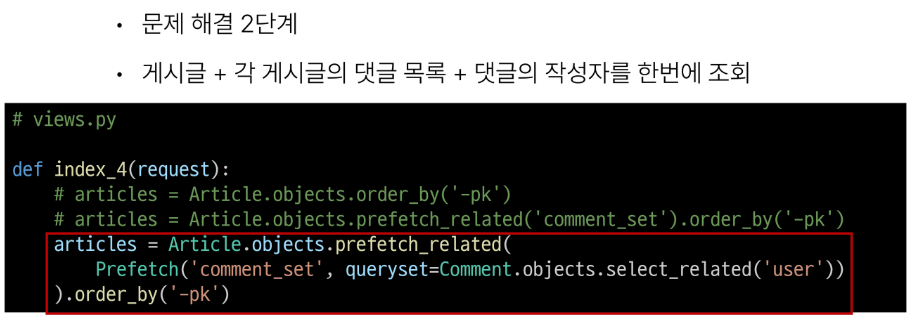 • 문제 해결 2단계
• 게시글 + 각 게시글의 댓글 목록 + 댓글의 작성자를 한번에 조회
# views.py
def index_4(request):
    # articles = Article.objects.order_by('-pk')
    # articles = Article.objects.prefetch_related('comment_set').order_by('-pk')
    articles = Article.objects.prefetch_related(
        Prefetch('comment_set', queryset=Comment.objects.select_related('user'))
    ).order_by('-pk')